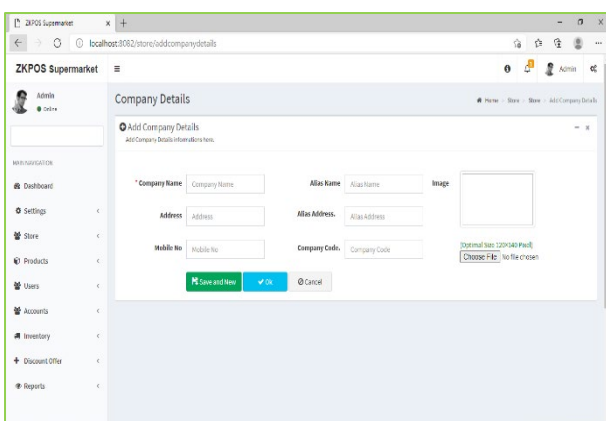 ZKPOS Supermarket
localhost:8082/store/addcompanydetails
ZKPOS Supermarket
Admin
Admin
Online
Company Details
Home
Store
Store
Add Company Details
Add Company Details
Add Company Details informations here.
MAIN NAVIGATION
Dashboard
Settings
Store
Products
Users
Accounts
Inventory
Discount Offer
Reports
* Company Name
Company Name
Alias Name
Alias Name
Image
Address
Address
Alias Address.
Alias Address
Mobile No
Mobile No
Company Code.
Company Code
[Optimal Size 120X140 Pixel]
Choose File No file chosen
Save and New
Ok
Cancel